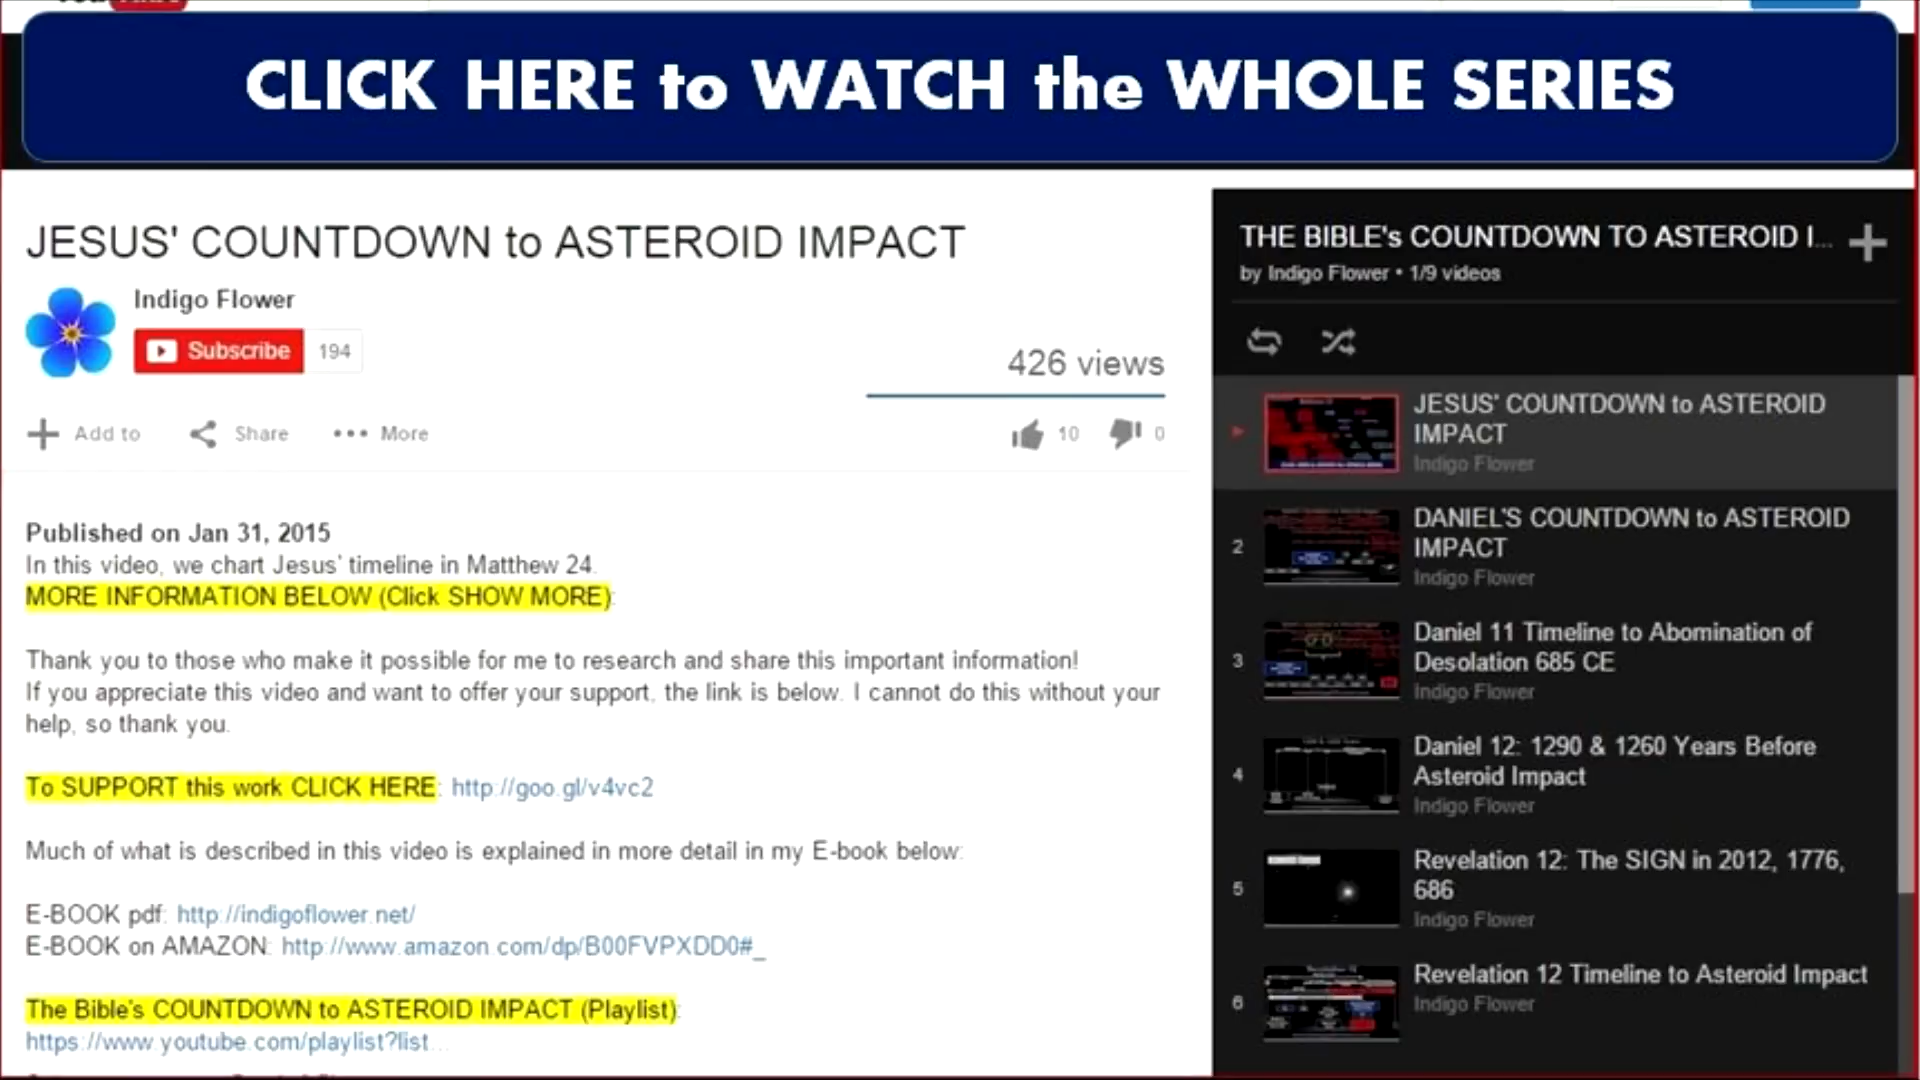 CLICK HERE to WATCH the WHOLE SERIES
JESUS' COUNTDOWN to ASTEROID IMPACT
Indigo Flower
Subscribe 194
426 views
Add to Share More
10 0
Published on Jan 31, 2015
In this video, we chart Jesus' timeline in Matthew 24.
MORE INFORMATION BELOW (Click SHOW MORE):
Thank you to those who make it possible for me to research and share this important information!
If you appreciate this video and want to offer your support, the link is below. I cannot do this without your
help, so thank you.
To SUPPORT this work CLICK HERE: http://goo.gl/v4vc2
Much of what is described in this video is explained in more detail in my E-book below:
E-BOOK pdf: http://indigoflower.net/
E-BOOK on AMAZON: http://www.amazon.com/dp/B00FVPXDD0#_
The Bible's COUNTDOWN to ASTEROID IMPACT (Playlist):
https://www.youtube.com/playlist?list...
THE BIBLE's COUNTDOWN TO ASTEROID I...
by Indigo Flower • 1/9 videos
JESUS' COUNTDOWN to ASTEROID
IMPACT
Indigo Flower
2
DANIEL'S COUNTDOWN to ASTEROID
IMPACT
Indigo Flower
3
Daniel 11 Timeline to Abomination of
Desolation 685 CE
Indigo Flower
4
Daniel 12: 1290 & 1260 Years Before
Asteroid Impact
Indigo Flower
5
Revelation 12: The SIGN in 2012, 1776,
686
Indigo Flower
6
Revelation 12 Timeline to Asteroid Impact
Indigo Flower